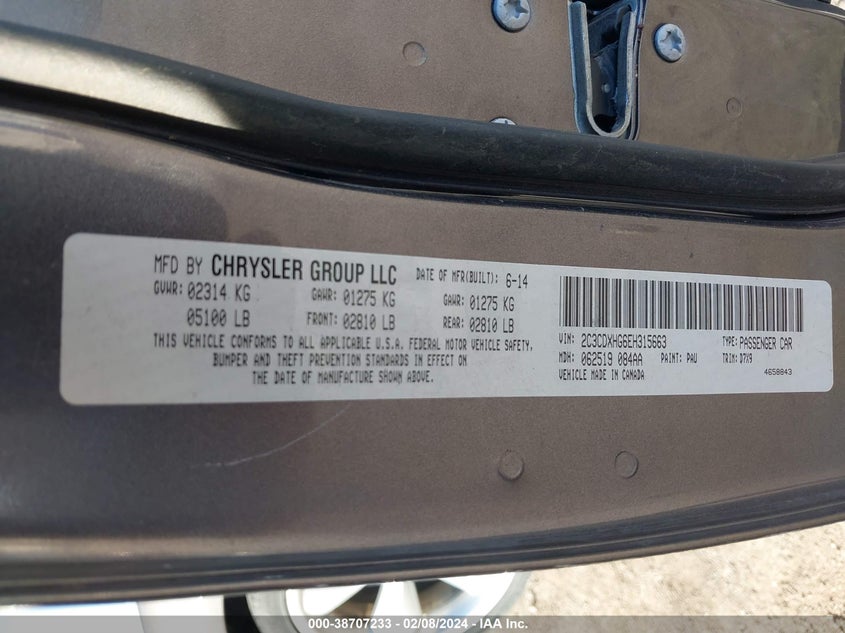 MFD BY CHRYSLER GROUP LLC DATE OF MFR(BUILT): 6-14
GVWR: 02314 KG GAWR: 01275 KG GAWR: 01275 KG
05100 LB FRONT: 02810 LB REAR: 02810 LB
THIS VEHICLE CONFORMS TO ALL APPLICABLE U.S.A. FEDERAL MOTOR VEHICLE SAFETY,
BUMPER AND THEFT PREVENTION STANDARDS IN EFFECT ON
THE DATE OF MANUFACTURE SHOWN ABOVE.
VIN: 2C3CDXHG6EH315663 TYPE: PASSENGER CAR
MDH: 062519 084AA PAINT: PAU TRIM: D7X9
VEHICLE MADE IN CANADA 4658843
000-38707233 - 02/08/2024 - IAA Inc.